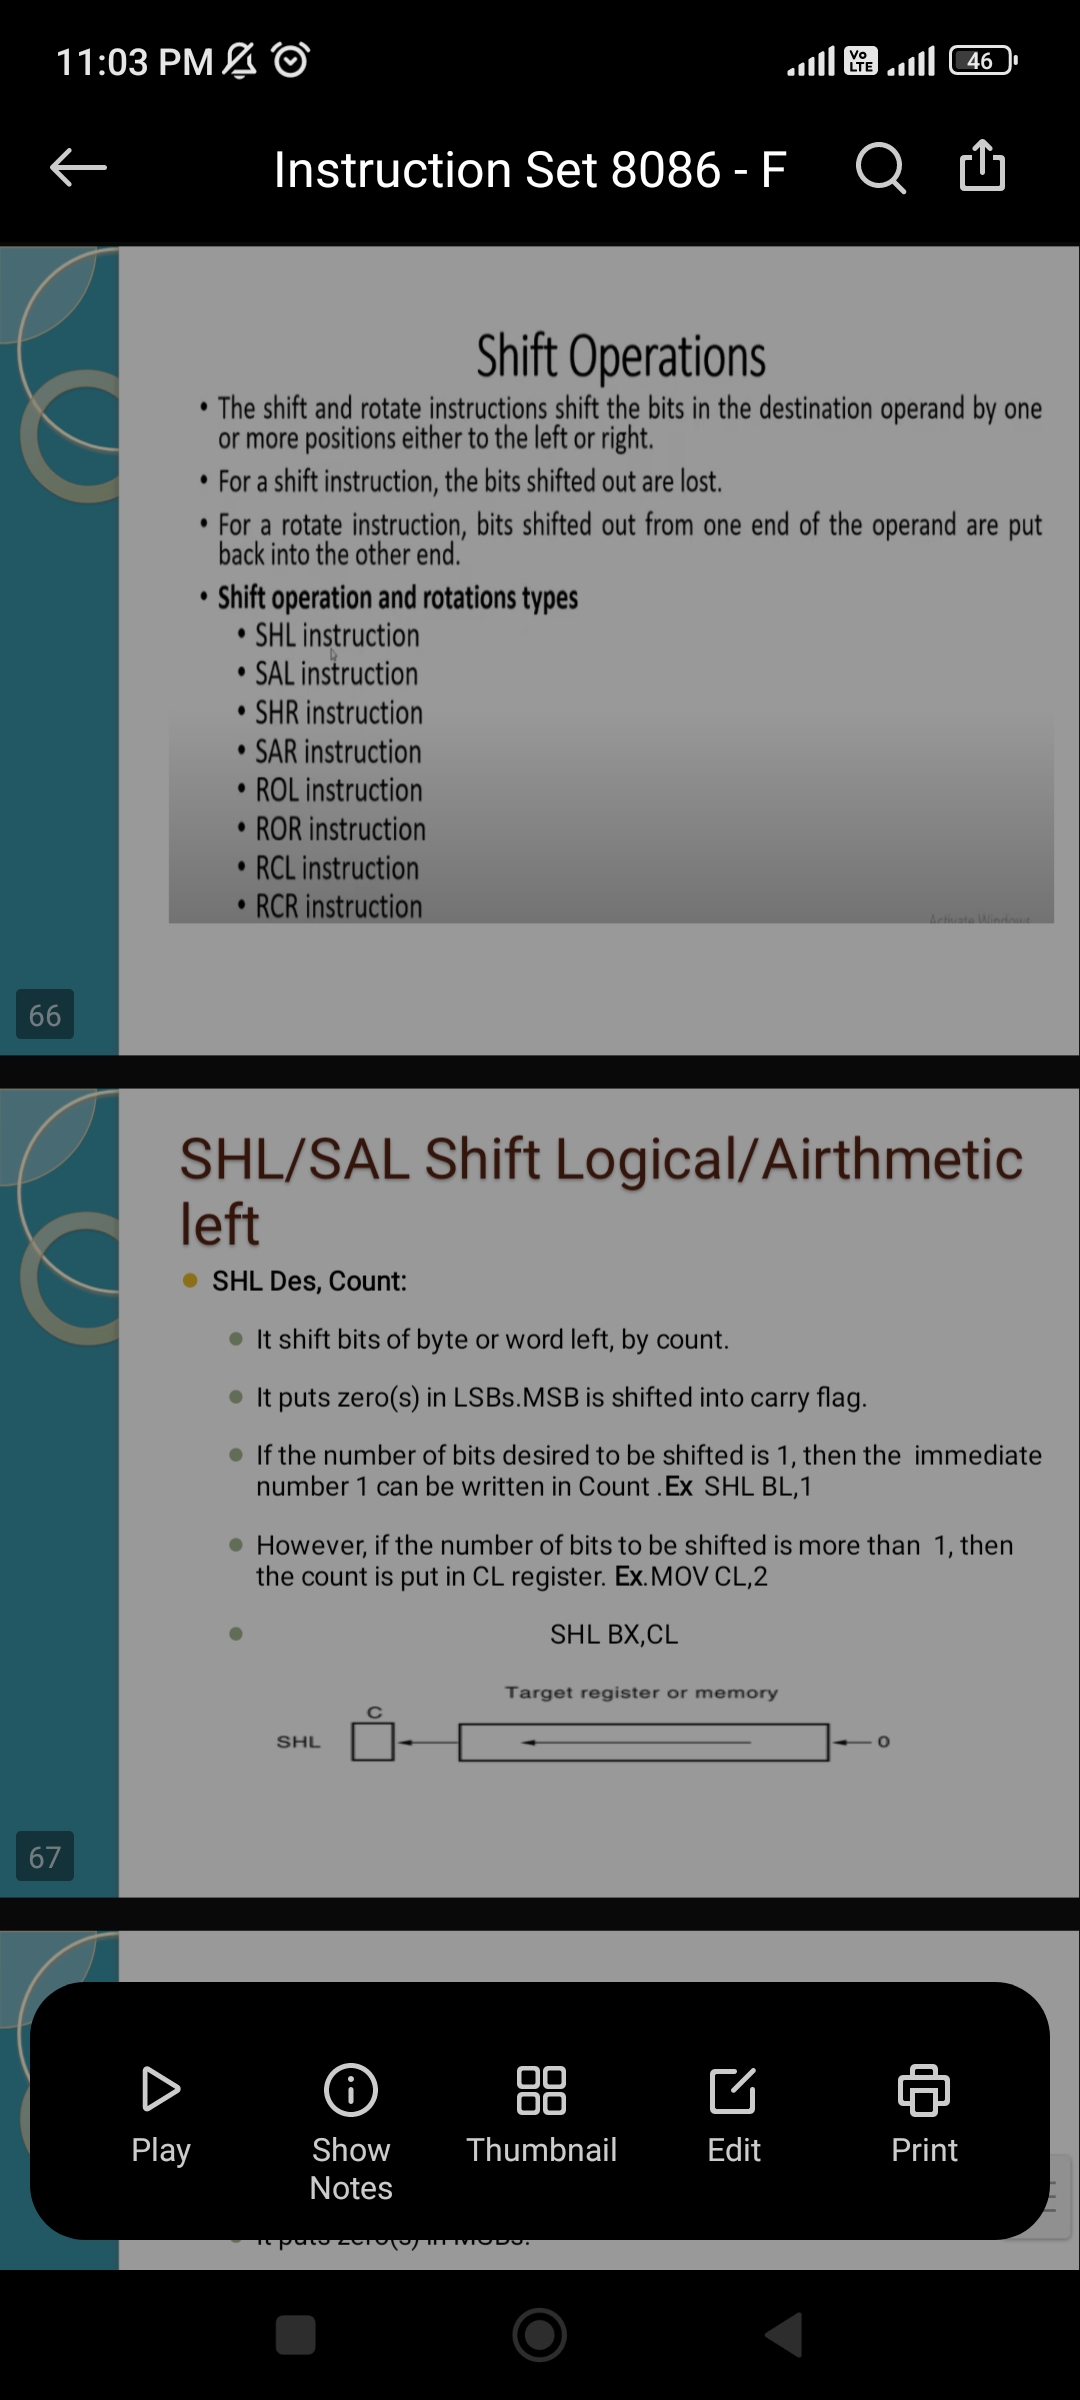 11:03 PM
Vo LTE
46
Instruction Set 8086 - F
Shift Operations
• The shift and rotate instructions shift the bits in the destination operand by one
or more positions either to the left or right.
• For a shift instruction, the bits shifted out are lost.
• For a rotate instruction, bits shifted out from one end of the operand are put
back into the other end.
• Shift operation and rotations types
• SHL instruction
• SAL instruction
• SHR instruction
• SAR instruction
• ROL instruction
• ROR instruction
• RCL instruction
• RCR instruction
Activate Windows
66
SHL/SAL Shift Logical/Airthmetic
left
SHL Des, Count:
It shift bits of byte or word left, by count.
It puts zero(s) in LSBs.MSB is shifted into carry flag.
If the number of bits desired to be shifted is 1, then the immediate
number 1 can be written in Count .Ex SHL BL,1
However, if the number of bits to be shifted is more than 1, then
the count is put in CL register. Ex.MOV CL,2
SHL BX,CL
Target register or memory
C
SHL
0
67
It puts zero(s) in MSBs.
Play
Show
Notes
Thumbnail
Edit
Print